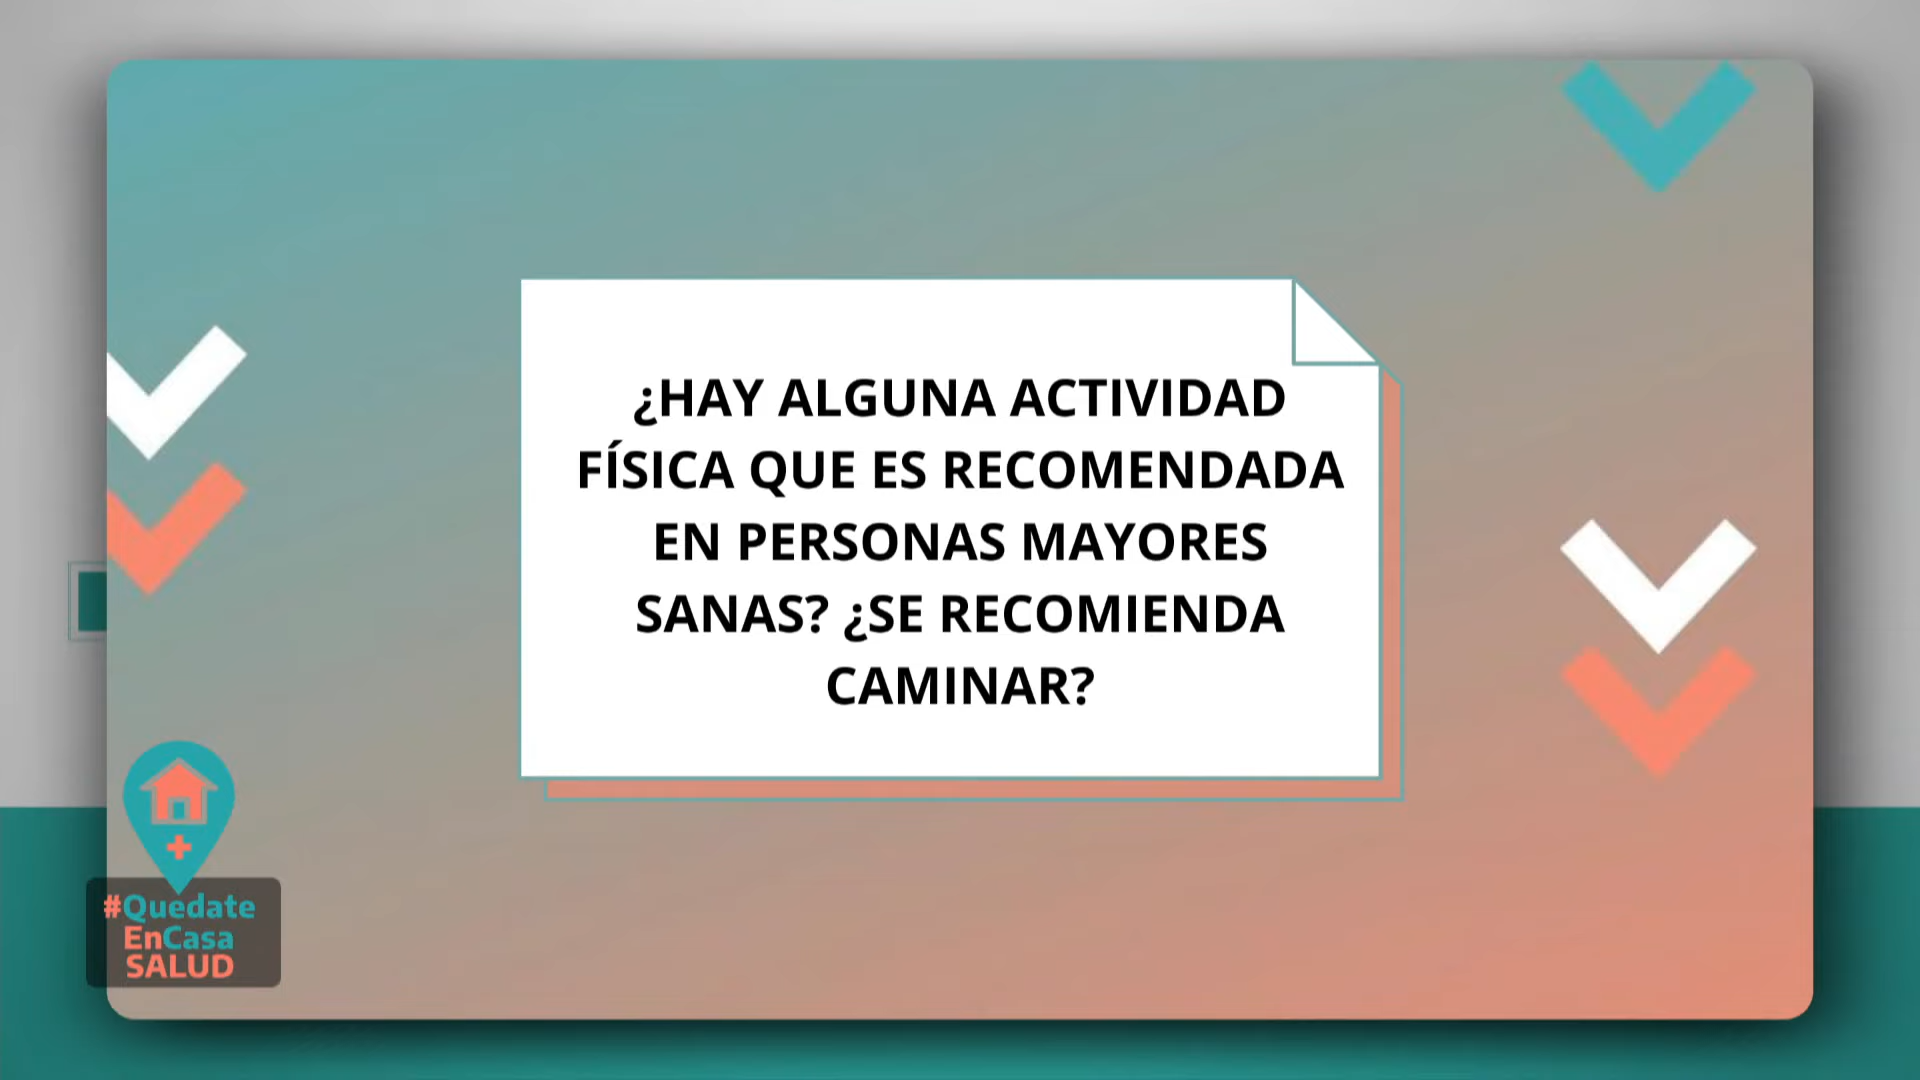 ¿HAY ALGUNA ACTIVIDAD
FÍSICA QUE ES RECOMENDADA
EN PERSONAS MAYORES
SANAS? ¿SE RECOMIENDA
CAMINAR?
#Quedate
EnCasa
SALUD